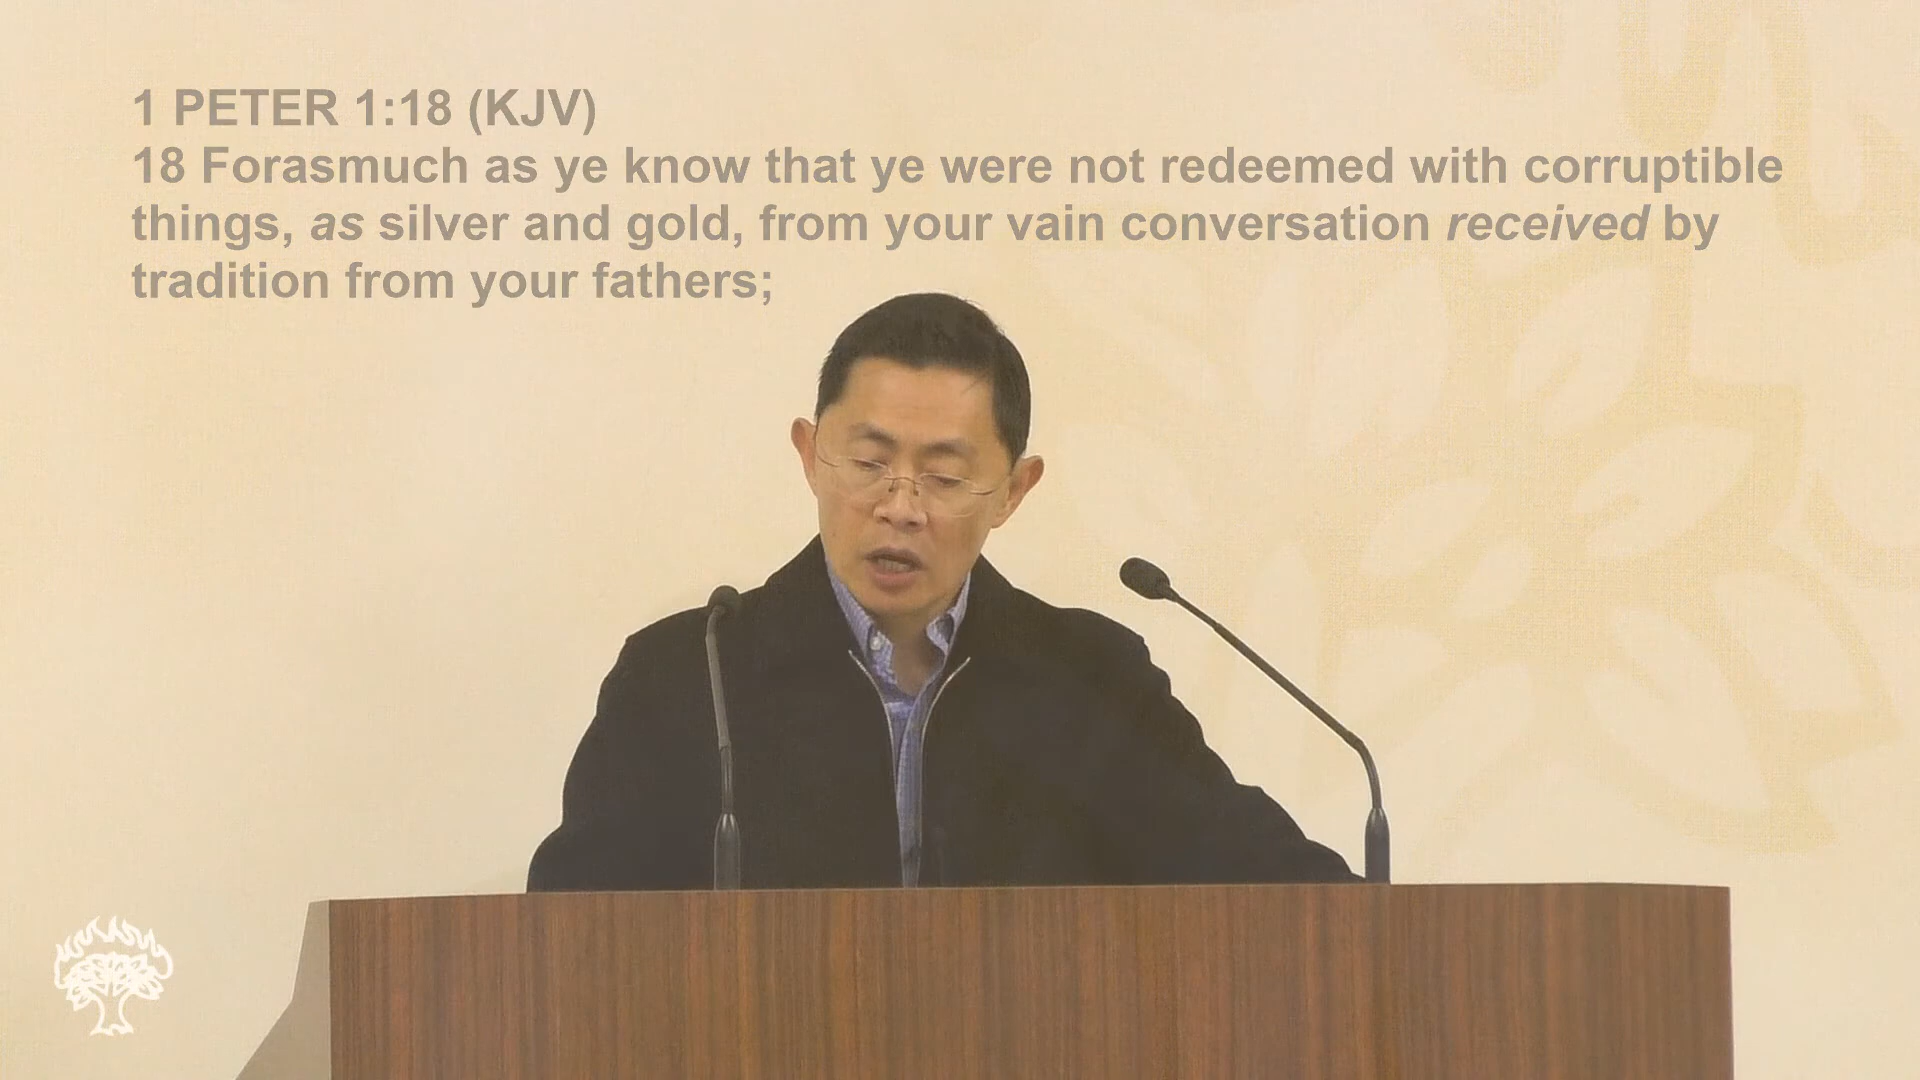 1 PETER 1:18 (KJV)
18 Forasmuch as ye know that ye were not redeemed with corruptible
things, as silver and gold, from your vain conversation received by
tradition from your fathers;